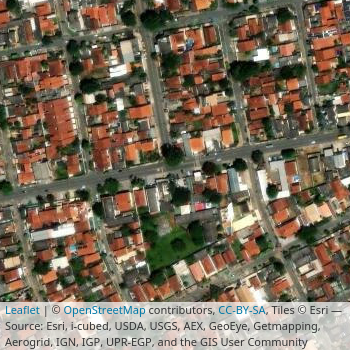 Leaflet | © OpenStreetMap contributors, CC-BY-SA, Tiles © Esri —
Source: Esri, i-cubed, USDA, USGS, AEX, GeoEye, Getmapping,
Aerogrid, IGN, IGP, UPR-EGP, and the GIS User Community